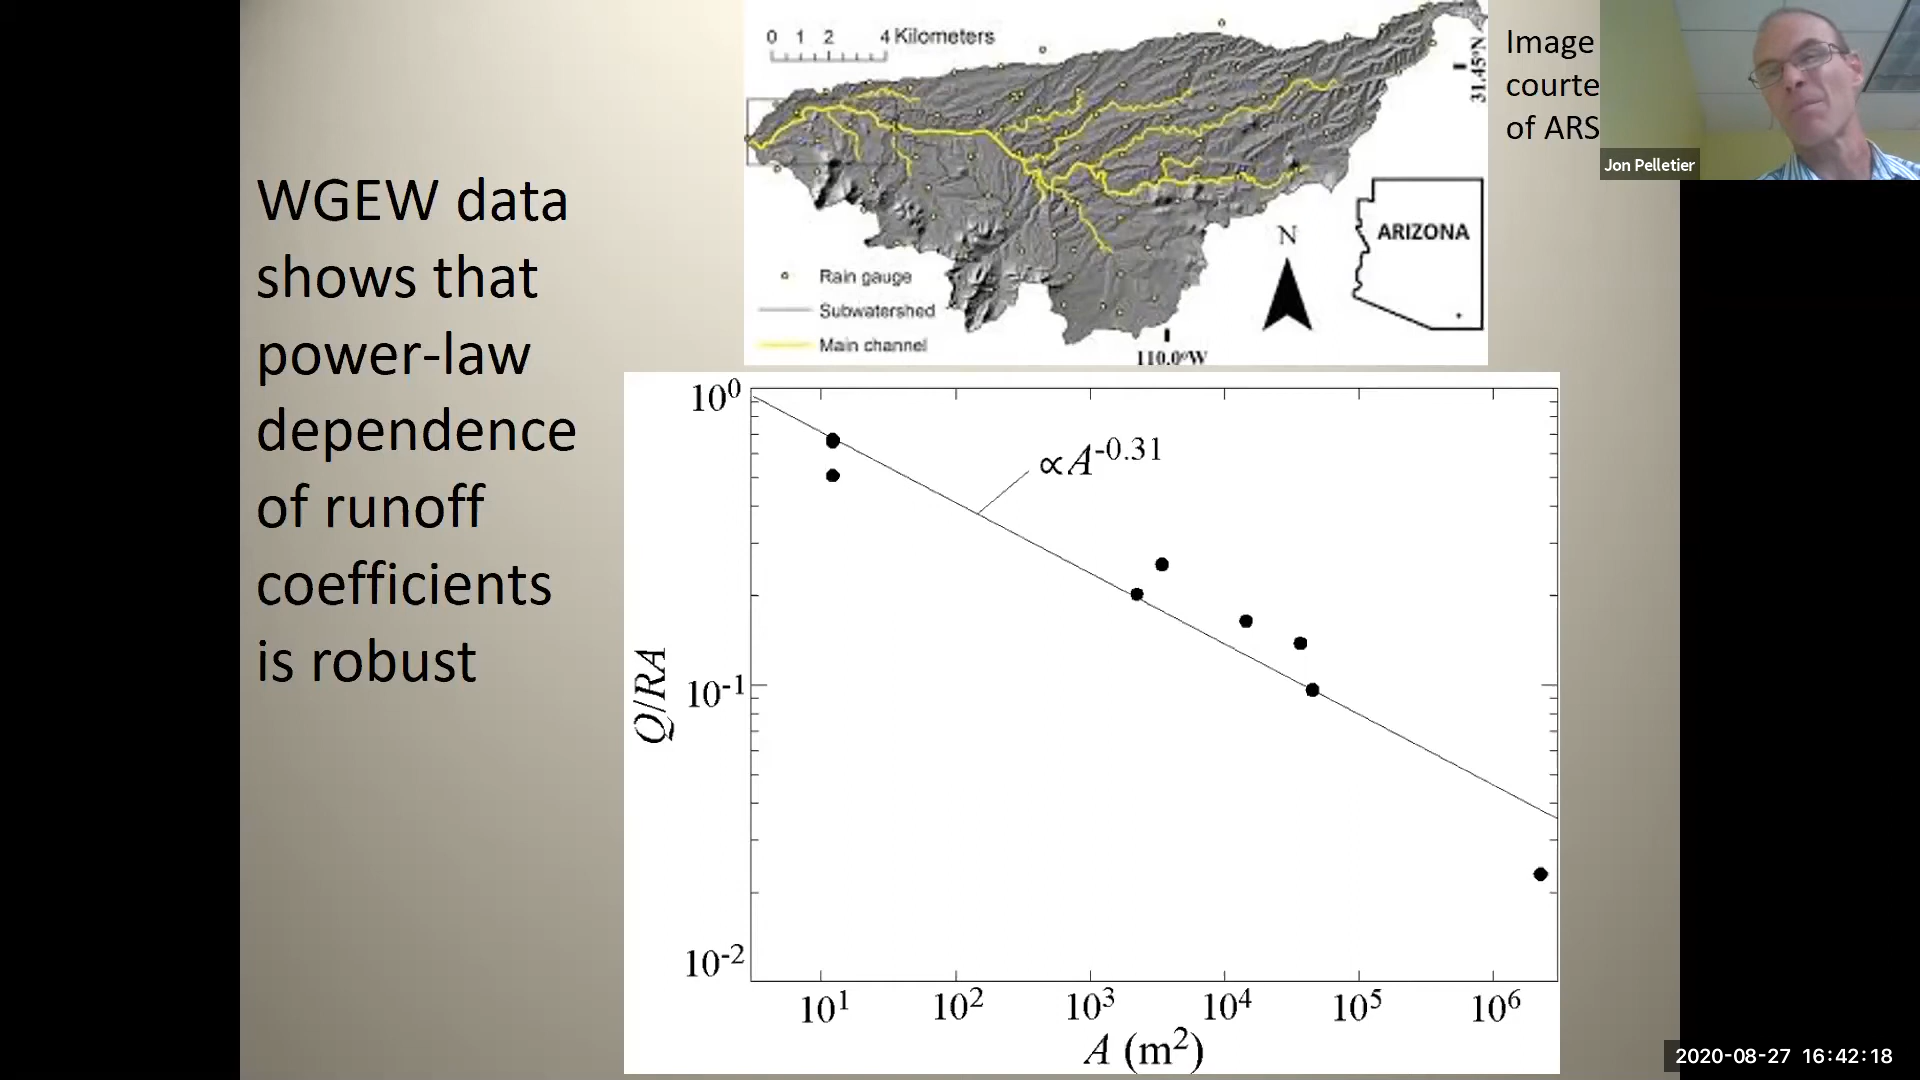 WGEW data
shows that
power-law
dependence
of runoff
coefficients
is robust
0 1 2 4 Kilometers
31.45ºN
ARIZONA
N
Rain gauge
Subwatershed
Main channel
110.0ºW
Image
courte
of ARS
Jon Pelletier
10⁰
∝A⁻⁰·³¹
Q/RA
10⁻¹
10⁻²
10¹ 10² 10³ 10⁴ 10⁵ 10⁶
A (m²)
2020-08-27 16:42:18